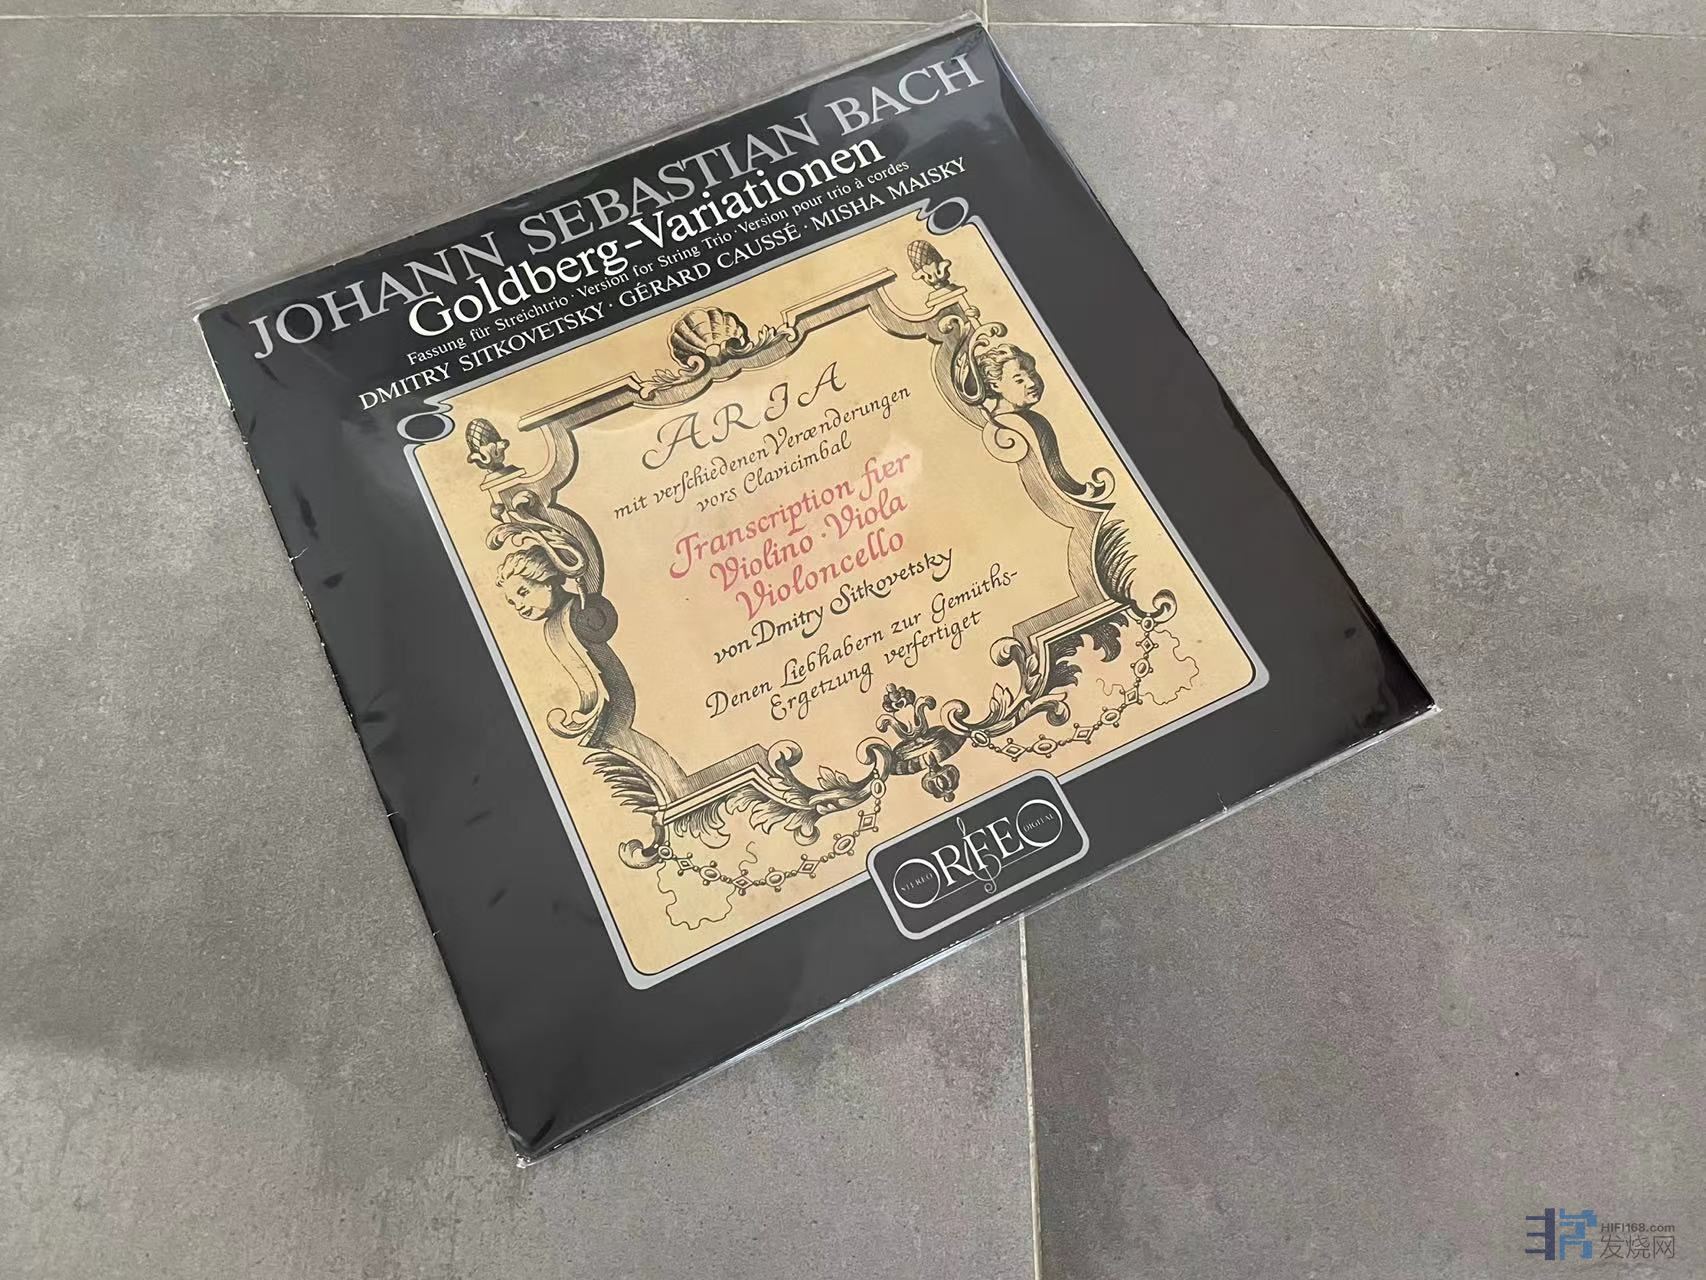 JOHANN SEBASTIAN BACH
Goldberg-Variationen
Fassung für Streichtrio · Version for String Trio · Version pour trio à cordes
DMITRY SITKOVETSKY · GÉRARD CAUSSÉ · MISHA MAISKY
ARIA
mit verſchiedenen Veraenderungen
vors Clavicimbal
Transcription fuer
Violino · Viola
Violoncello
von Dmitry Sitkovetsky
Denen Liebhabern zur Gemüths-
Ergetzung verfertiget
STEREO ORFEO DIGITAL
HIFI168.com
发烧网